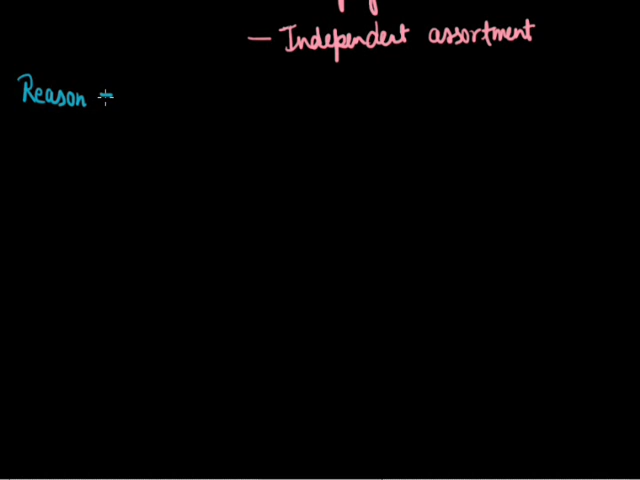 — Independent assortment
Reason -